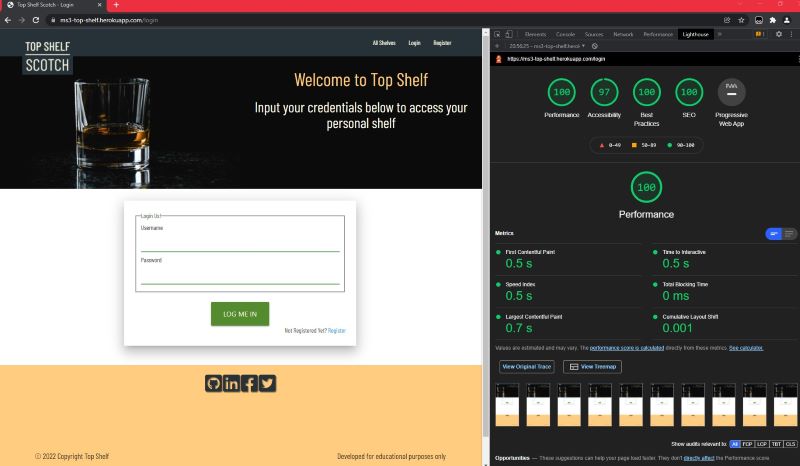 Top Shelf Scotch - Login
ms3-top-shelf.herokuapp.com/login
TOP SHELF
SCOTCH
All Shelves
Login
Register
Welcome to Top Shelf
Input your credentials below to access your
personal shelf
Username
Password
LOG ME IN
Not Registered Yet? Register
© 2022 Copyright Top Shelf
Developed for educational purposes only
Elements
Console
Sources
Network
Performance
Lighthouse
1
20:56:25 - ms3-top-shelf.herol
https://ms3-top-shelf.herokuapp.com/login
100
97
100
100
Performance
Accessibility
Best
Practices
SEO
PWA
Progressive
Web App
0–49
50–89
90–100
100
Performance
Metrics
First Contentful Paint
0.5 s
Time to Interactive
0.5 s
Speed Index
0.5 s
Total Blocking Time
0 ms
Largest Contentful Paint
0.7 s
Cumulative Layout Shift
0.001
Values are estimated and may vary. The performance score is calculated directly from these metrics. See calculator.
View Original Trace
View Treemap
Show audits relevant to: All FCP LCP TBT CLS
Opportunities — These suggestions can help your page load faster. They don't directly affect the Performance score